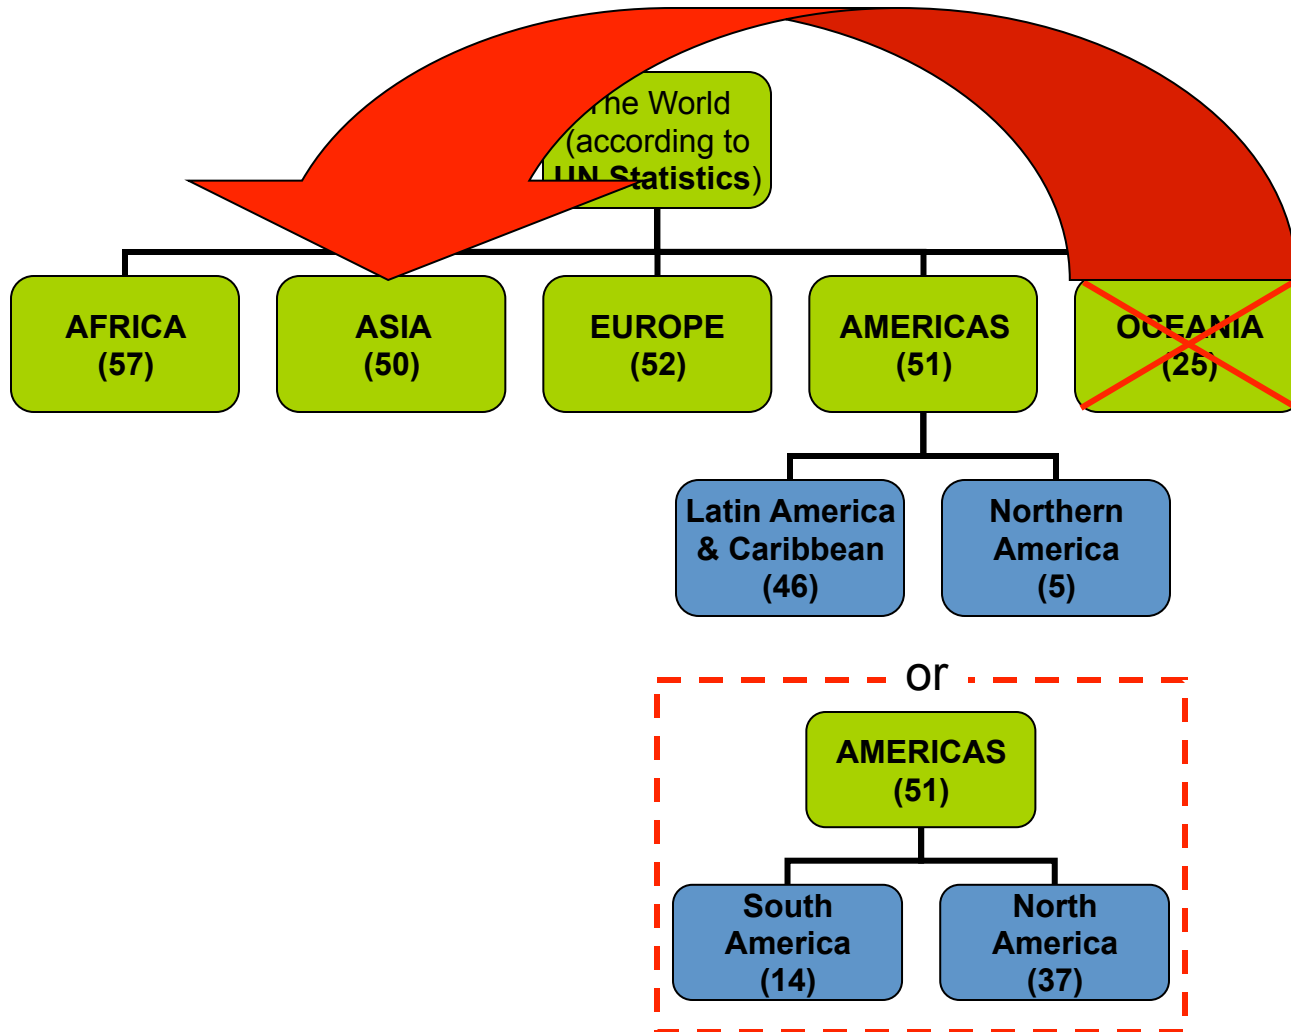 The World
(according to
UN Statistics)
AFRICA
(57)
ASIA
(50)
EUROPE
(52)
AMERICAS
(51)
OCEANIA
(25)
Latin America
& Caribbean
(46)
Northern
America
(5)
or
AMERICAS
(51)
South
America
(14)
North
America
(37)